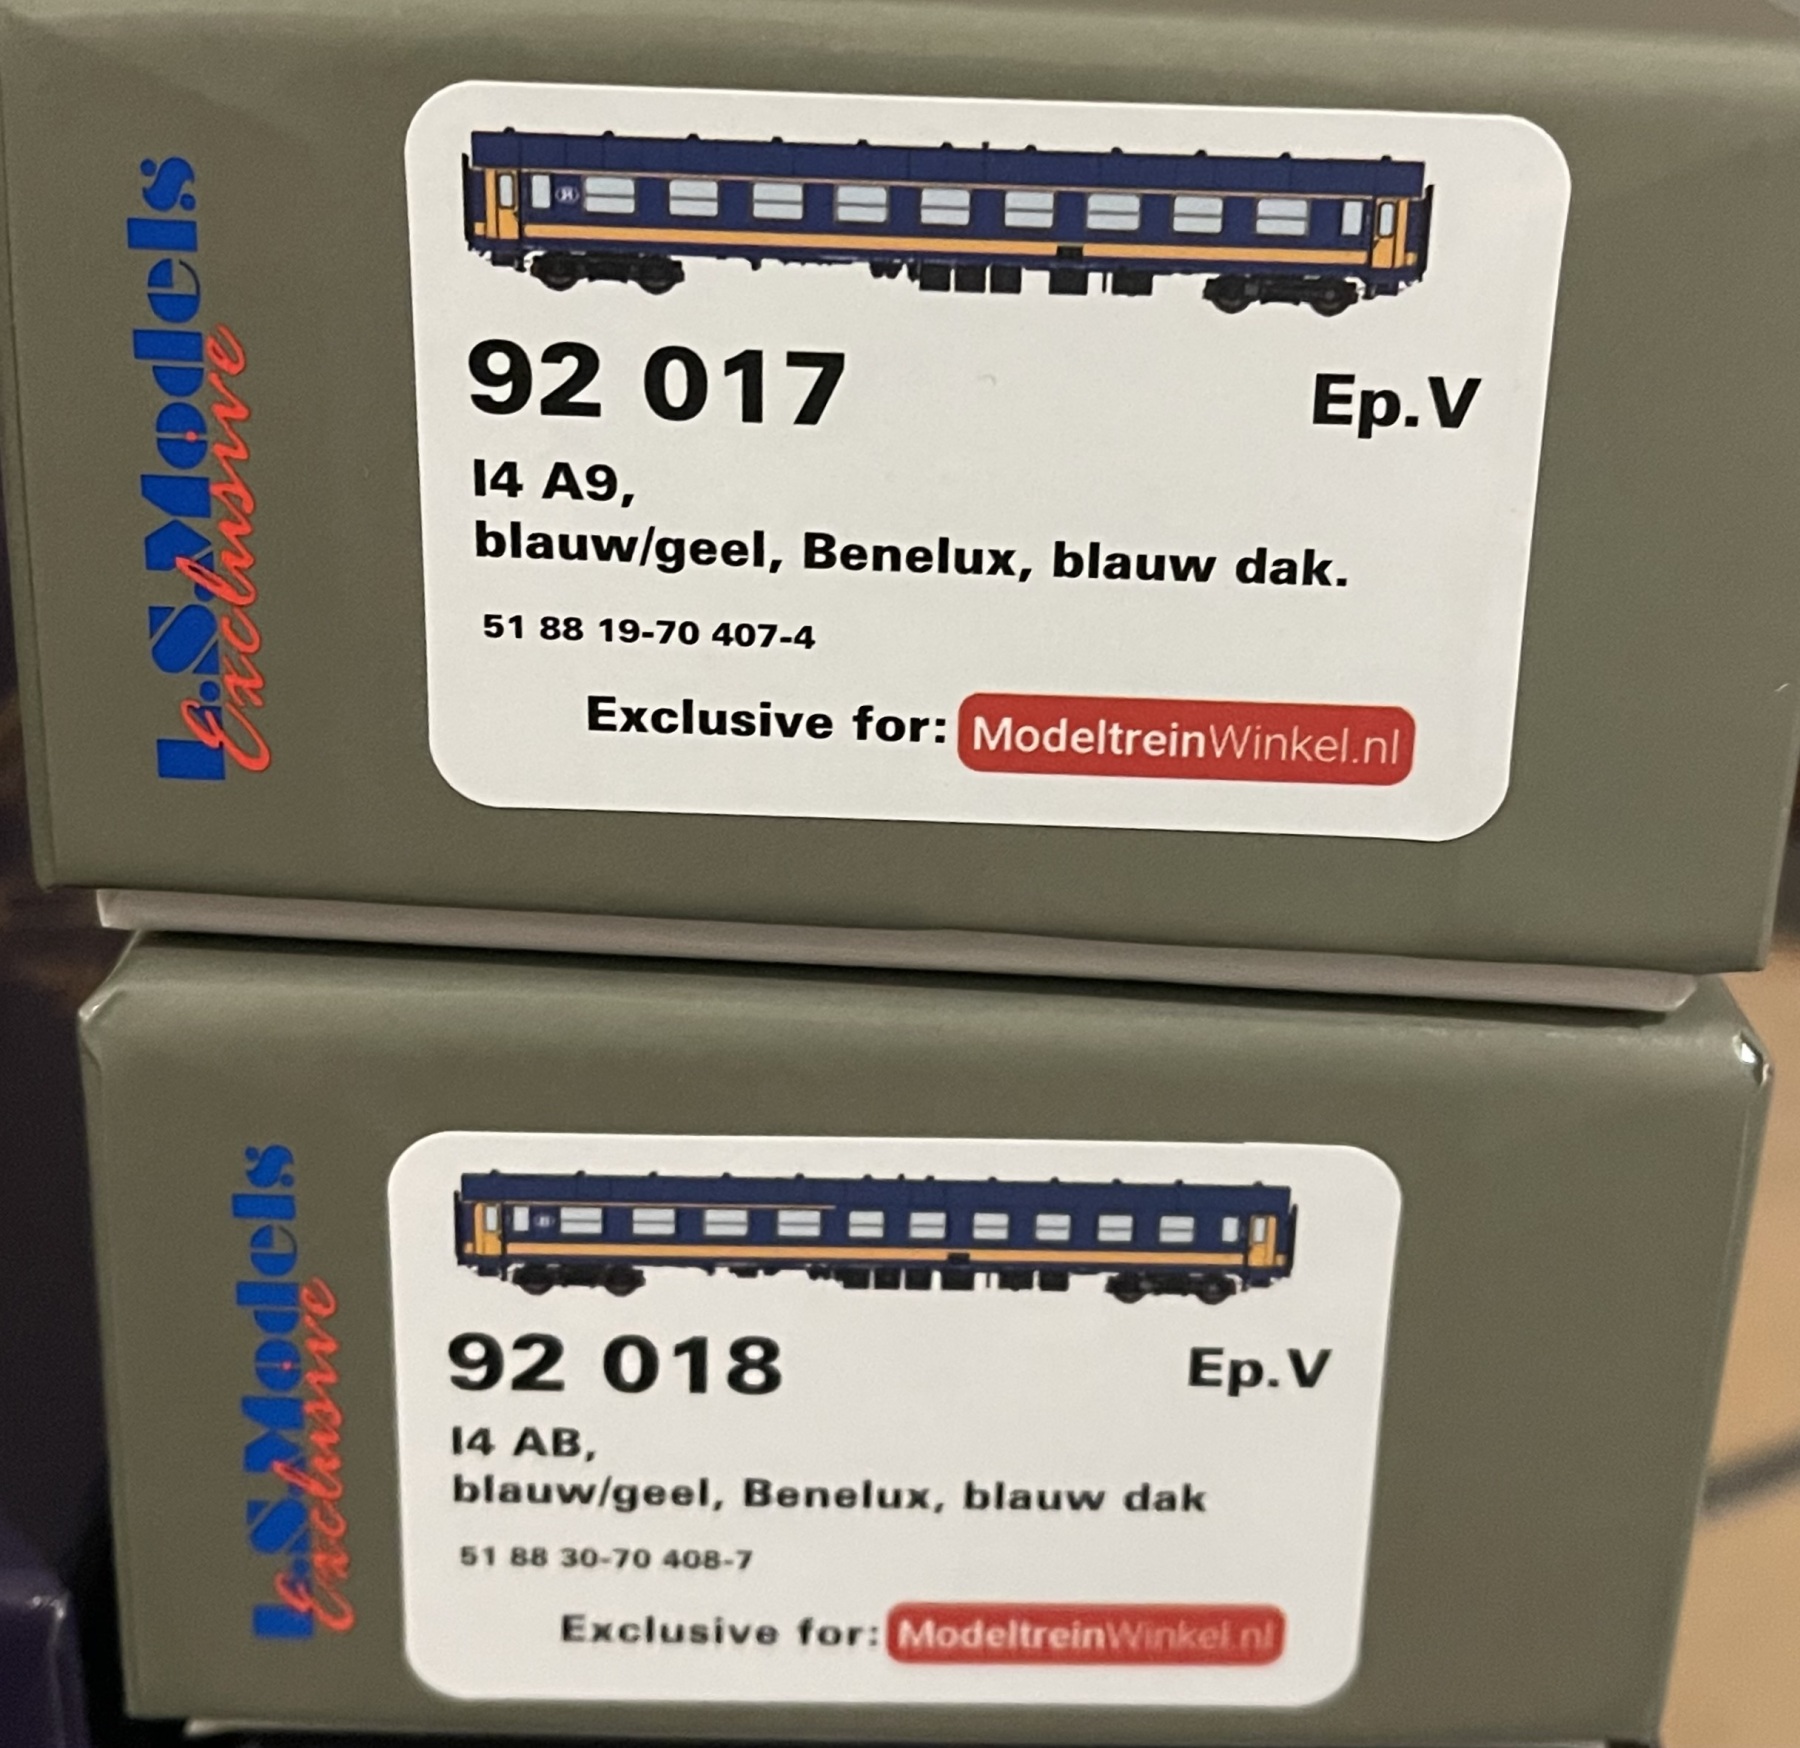 L.S.Models
Exclusive
92 017
Ep.V
I4 A9,
blauw/geel, Benelux, blauw dak.
51 88 19-70 407-4
Exclusive for: ModeltreinWinkel.nl
L.S.Models
Exclusive
92 018
Ep.V
I4 AB,
blauw/geel, Benelux, blauw dak
51 88 30-70 408-7
Exclusive for: ModeltreinWinkel.nl